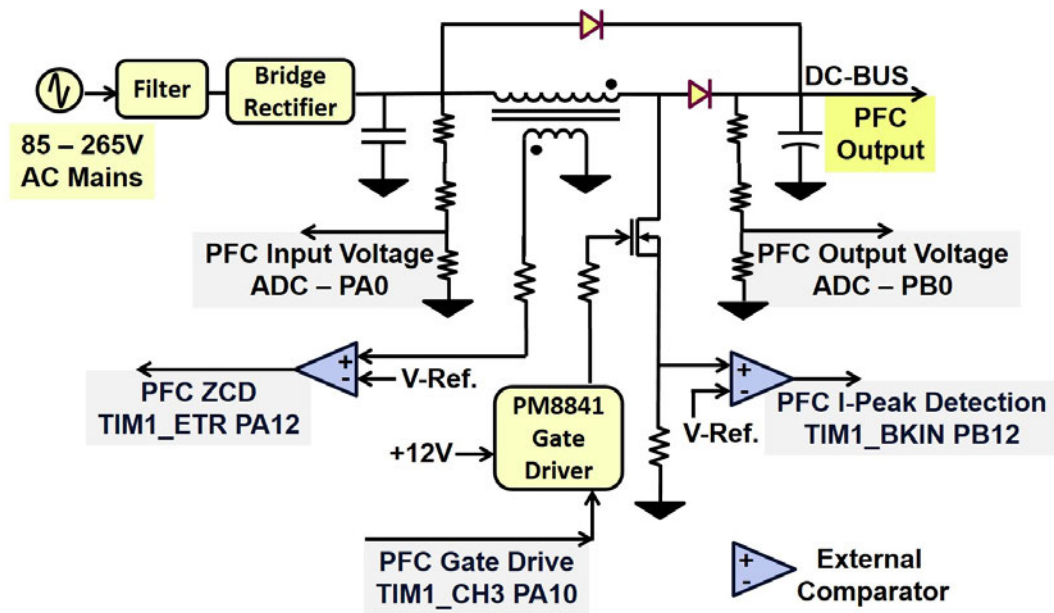 DC-BUS
Filter
Bridge
Rectifier
PFC
Output
85 – 265V
AC Mains
PFC Input Voltage
ADC – PA0
PFC Output Voltage
ADC – PB0
+
-
V-Ref.
PFC ZCD
TIM1_ETR PA12
PM8841
Gate
Driver
+12V
+
-
V-Ref.
PFC I-Peak Detection
TIM1_BKIN PB12
PFC Gate Drive
TIM1_CH3 PA10
+
-
External
Comparator